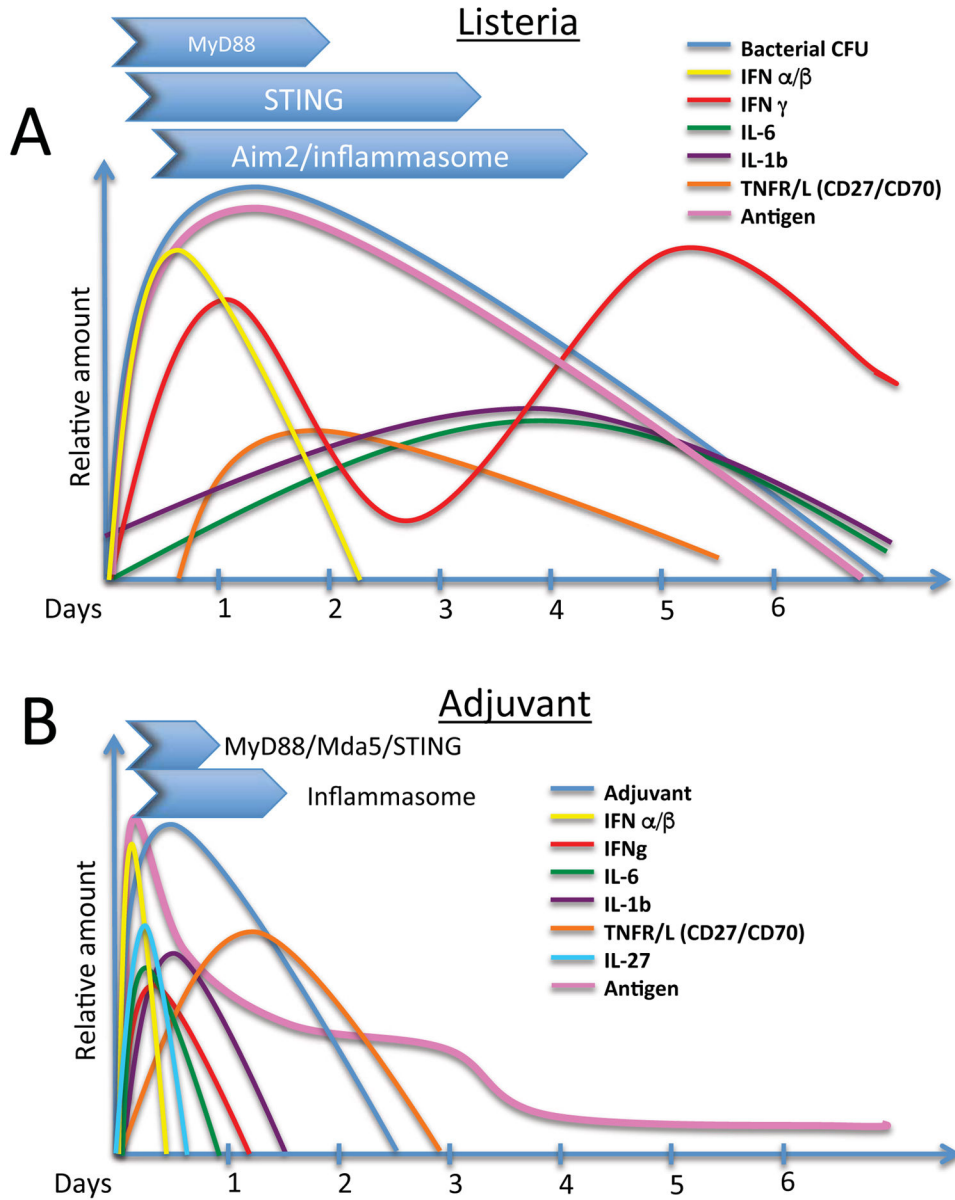 Listeria
MyD88
STING
Aim2/inflammasome
A
Bacterial CFU
IFN α/β
IFN γ
IL-6
IL-1b
TNFR/L (CD27/CD70)
Antigen
Relative amount
Days 1 2 3 4 5 6
B
Adjuvant
MyD88/Mda5/STING
Inflammasome
Adjuvant
IFN α/β
IFNg
IL-6
IL-1b
TNFR/L (CD27/CD70)
IL-27
Antigen
Relative amount
Days 1 2 3 4 5 6